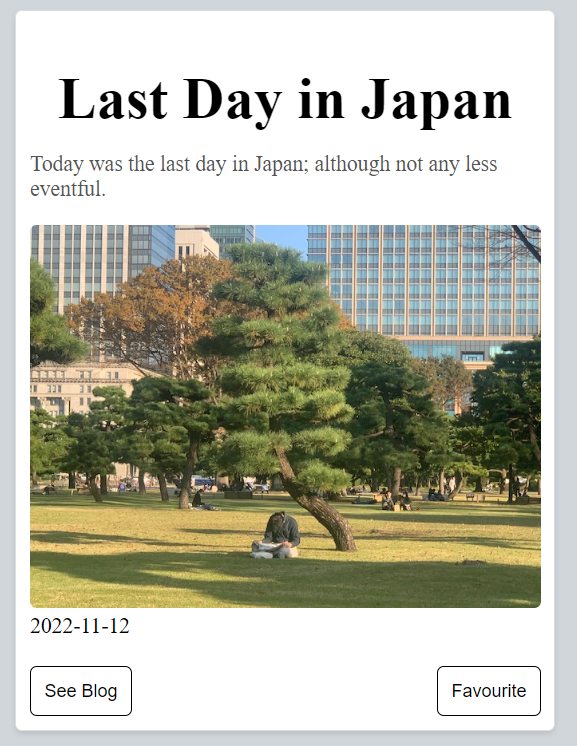 Last Day in Japan
Today was the last day in Japan; although not any less
eventful.
2022-11-12
See Blog
Favourite